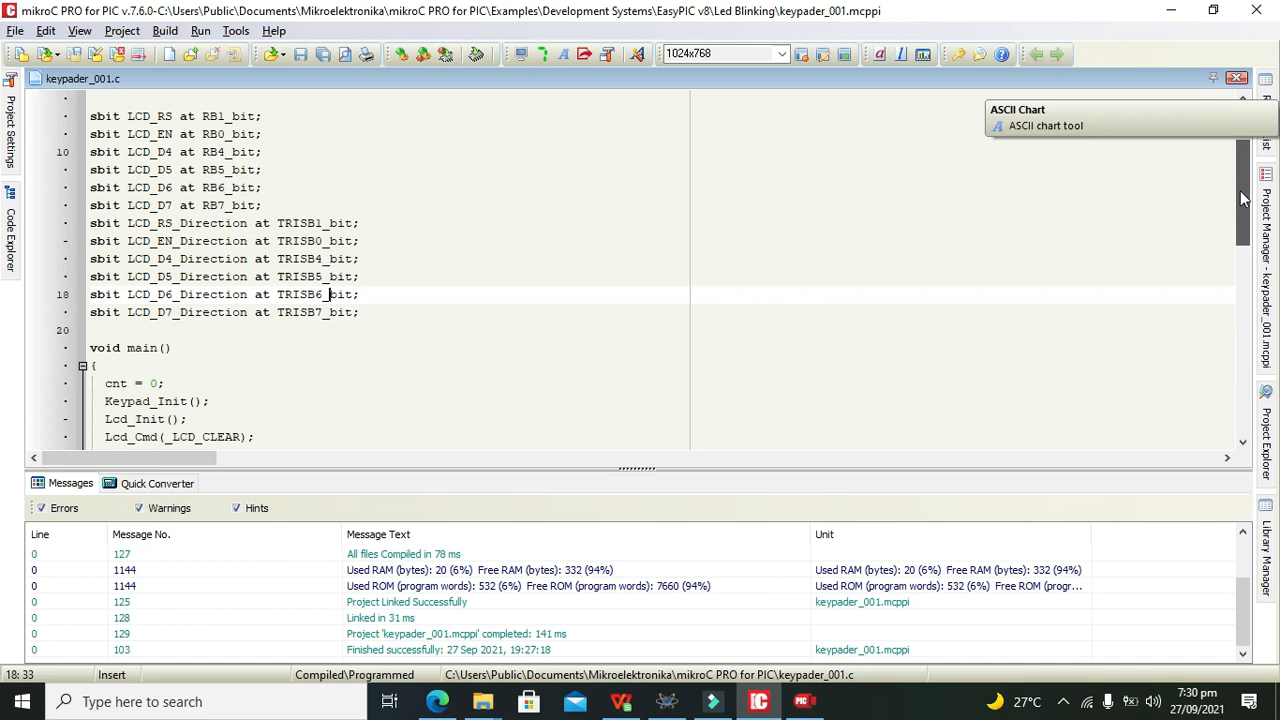 mikroC PRO for PIC v.7.6.0-C:\Users\Public\Documents\Mikroelektronika\mikroC PRO for PIC\Examples\Development Systems\EasyPIC v8\Led Blinking\keypader_001.mcppi
File Edit View Project Build Run Tools Help
1024x768
keypader_001.c
ASCII Chart
ASCII chart tool
sbit LCD_RS at RB1_bit;
sbit LCD_EN at RB0_bit;
10 sbit LCD_D4 at RB4_bit;
sbit LCD_D5 at RB5_bit;
sbit LCD_D6 at RB6_bit;
sbit LCD_D7 at RB7_bit;
sbit LCD_RS_Direction at TRISB1_bit;
sbit LCD_EN_Direction at TRISB0_bit;
sbit LCD_D4_Direction at TRISB4_bit;
sbit LCD_D5_Direction at TRISB5_bit;
18 sbit LCD_D6_Direction at TRISB6_bit;
sbit LCD_D7_Direction at TRISB7_bit;
20
void main()
{
cnt = 0;
Keypad_Init();
Lcd_Init();
Lcd_Cmd(_LCD_CLEAR);
Project Settings
Code Explorer
Project Manager - keypader_001.mcppi
Project Explorer
Library Manager
Messages Quick Converter
Errors Warnings Hints
Line Message No. Message Text Unit
0 127 All files Compiled in 78 ms
0 1144 Used RAM (bytes): 20 (6%) Free RAM (bytes): 332 (94%) Used RAM (bytes): 20 (6%) Free RAM (bytes): 332 (94%)
0 1144 Used ROM (program words): 532 (6%) Free ROM (program words): 7660 (94%) Used ROM (program words): 532 (6%) Free ROM (progr...
0 125 Project Linked Successfully keypader_001.mcppi
0 128 Linked in 31 ms
0 129 Project 'keypader_001.mcppi' completed: 141 ms
0 103 Finished successfully: 27 Sep 2021, 19:27:18 keypader_001.mcppi
18: 33 Insert Compiled\Programmed C:\Users\Public\Documents\Mikroelektronika\mikroC PRO for PIC\keypader_001.c
Type here to search
27°C
7:30 pm
27/09/2021